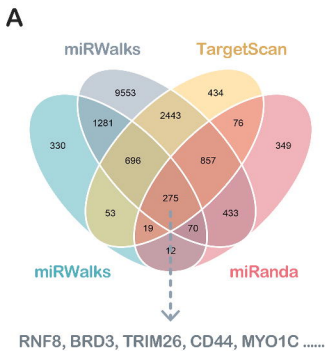 A
miRWalks TargetScan
9553 434
1281 2443 76
330 696 857 349
275
53 19 70 433
12
miRWalks miRanda
RNF8, BRD3, TRIM26, CD44, MYO1C ......